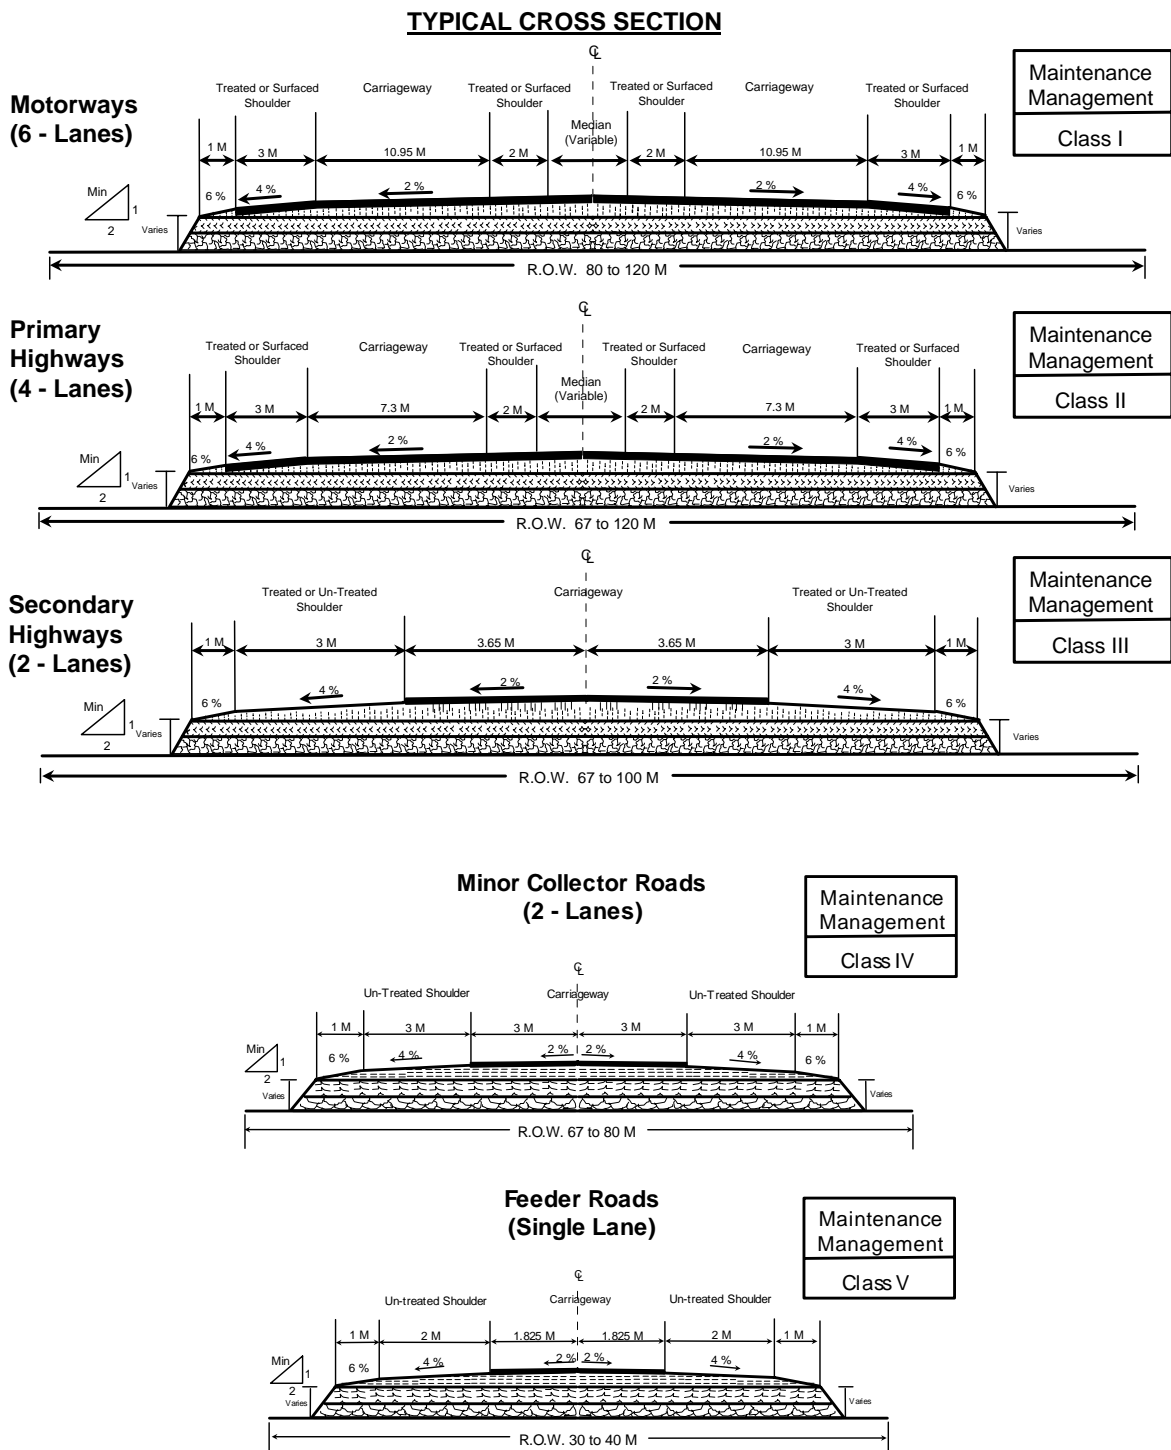 TYPICAL CROSS SECTION
Motorways
(6 - Lanes)
℄
Treated or Surfaced
Shoulder
Carriageway
Treated or Surfaced
Shoulder
Median
(Variable)
Treated or Surfaced
Shoulder
Carriageway
Treated or Surfaced
Shoulder
1 M
3 M
10.95 M
2 M
2 M
10.95 M
3 M
1 M
Min
1
2
Varies
6 %
4 %
2 %
2 %
4 %
6 %
Varies
R.O.W. 80 to 120 M
Maintenance
Management
Class I
Primary
Highways
(4 - Lanes)
℄
Treated or Surfaced
Shoulder
Carriageway
Treated or Surfaced
Shoulder
Median
(Variable)
Treated or Surfaced
Shoulder
Carriageway
Treated or Surfaced
Shoulder
1 M
3 M
7.3 M
2 M
2 M
7.3 M
3 M
1 M
Min
1
2
Varies
6 %
4 %
2 %
2 %
4 %
6 %
Varies
R.O.W. 67 to 120 M
Maintenance
Management
Class II
Secondary
Highways
(2 - Lanes)
℄
Treated or Un-Treated
Shoulder
Carriageway
Treated or Un-Treated
Shoulder
1 M
3 M
3.65 M
3.65 M
3 M
1 M
Min
1
2
Varies
6 %
4 %
2 %
2 %
4 %
6 %
Varies
R.O.W. 67 to 100 M
Maintenance
Management
Class III
Minor Collector Roads
(2 - Lanes)
Maintenance
Management
Class IV
℄
Un-Treated Shoulder
Carriageway
Un-Treated Shoulder
1 M
3 M
3 M
3 M
3 M
1 M
Min
1
2
Varies
6 %
4 %
2 %
2 %
4 %
6 %
Varies
R.O.W. 67 to 80 M
Feeder Roads
(Single Lane)
Maintenance
Management
Class V
℄
Un-treated Shoulder
Carriageway
Un-treated Shoulder
1 M
2 M
1.825 M
1.825 M
2 M
1 M
Min
1
2
Varies
6 %
4 %
2 %
2 %
4 %
Varies
R.O.W. 30 to 40 M